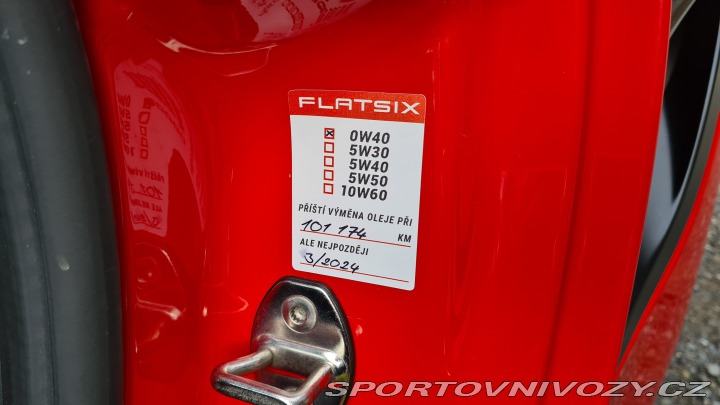 FLATSIX
☒ 0W40
☐ 5W30
☐ 5W40
☐ 5W50
☐ 10W60
PŘÍŠTÍ VÝMĚNA OLEJE PŘI
101 174 KM
ALE NEJPOZDĚJI
3/2024
SPORTOVNIVOZY.CZ